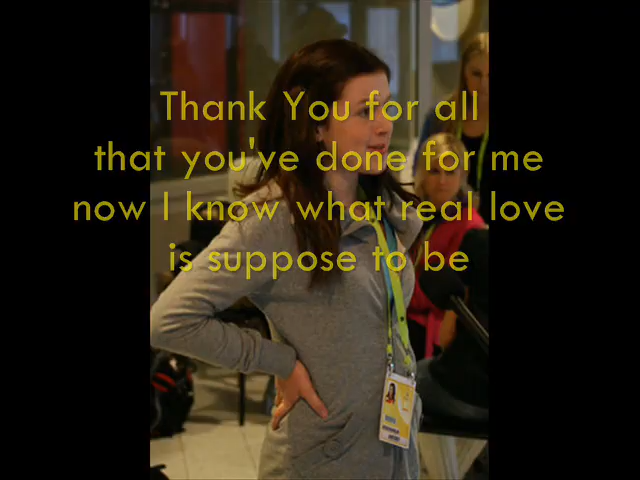 Thank You for all
that you've done for me
now I know what real love
is suppose to be